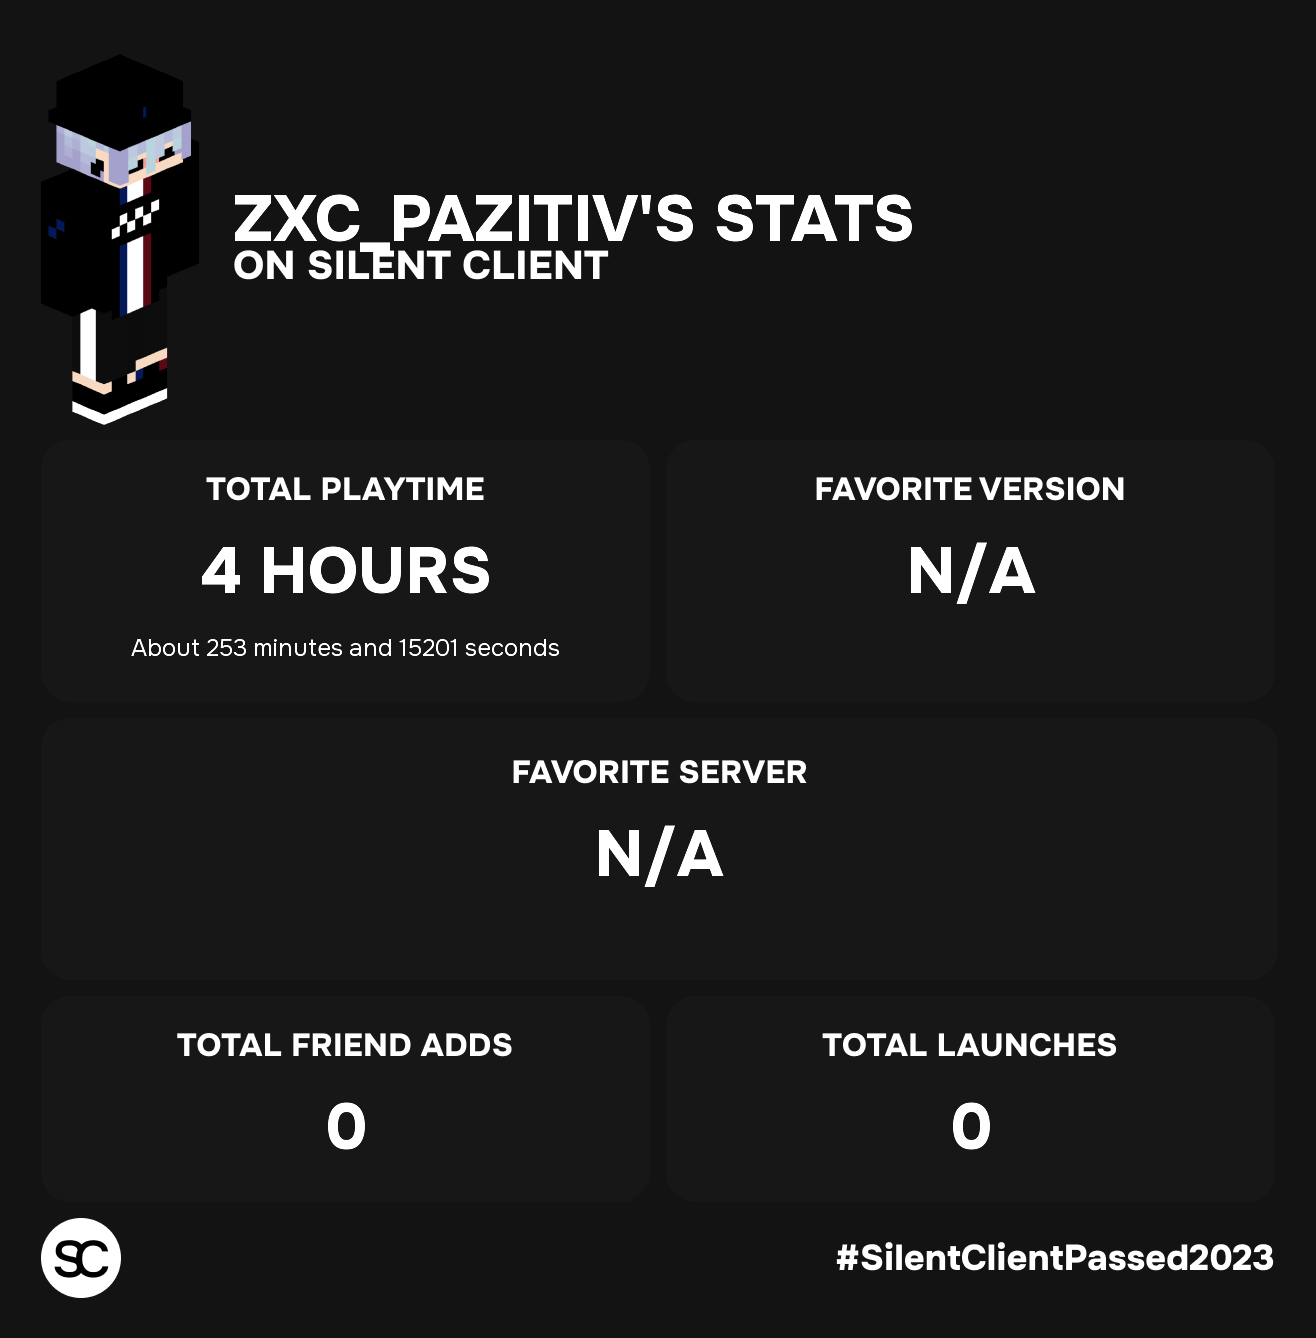 ZXC_PAZITIV'S STATS
ON SILENT CLIENT
TOTAL PLAYTIME
4 HOURS
About 253 minutes and 15201 seconds
FAVORITE VERSION
N/A
FAVORITE SERVER
N/A
TOTAL FRIEND ADDS
0
TOTAL LAUNCHES
0
SC
#SilentClientPassed2023